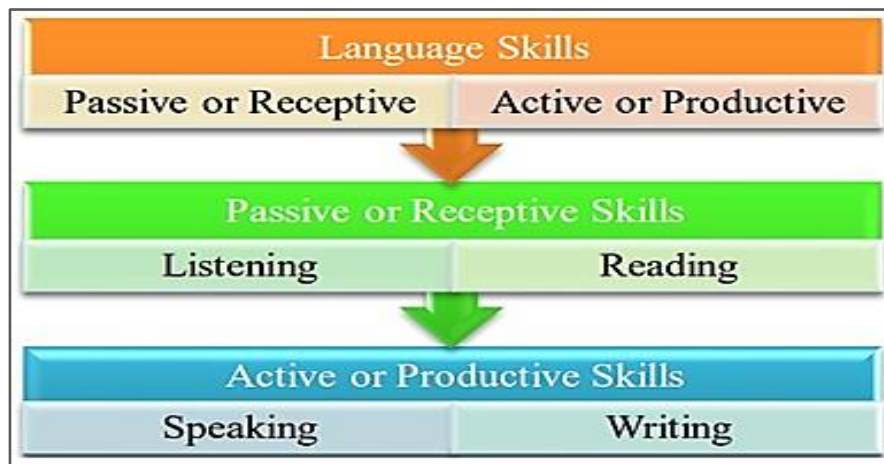 Language Skills
Passive or Receptive Active or Productive
Passive or Receptive Skills
Listening Reading
Active or Productive Skills
Speaking Writing